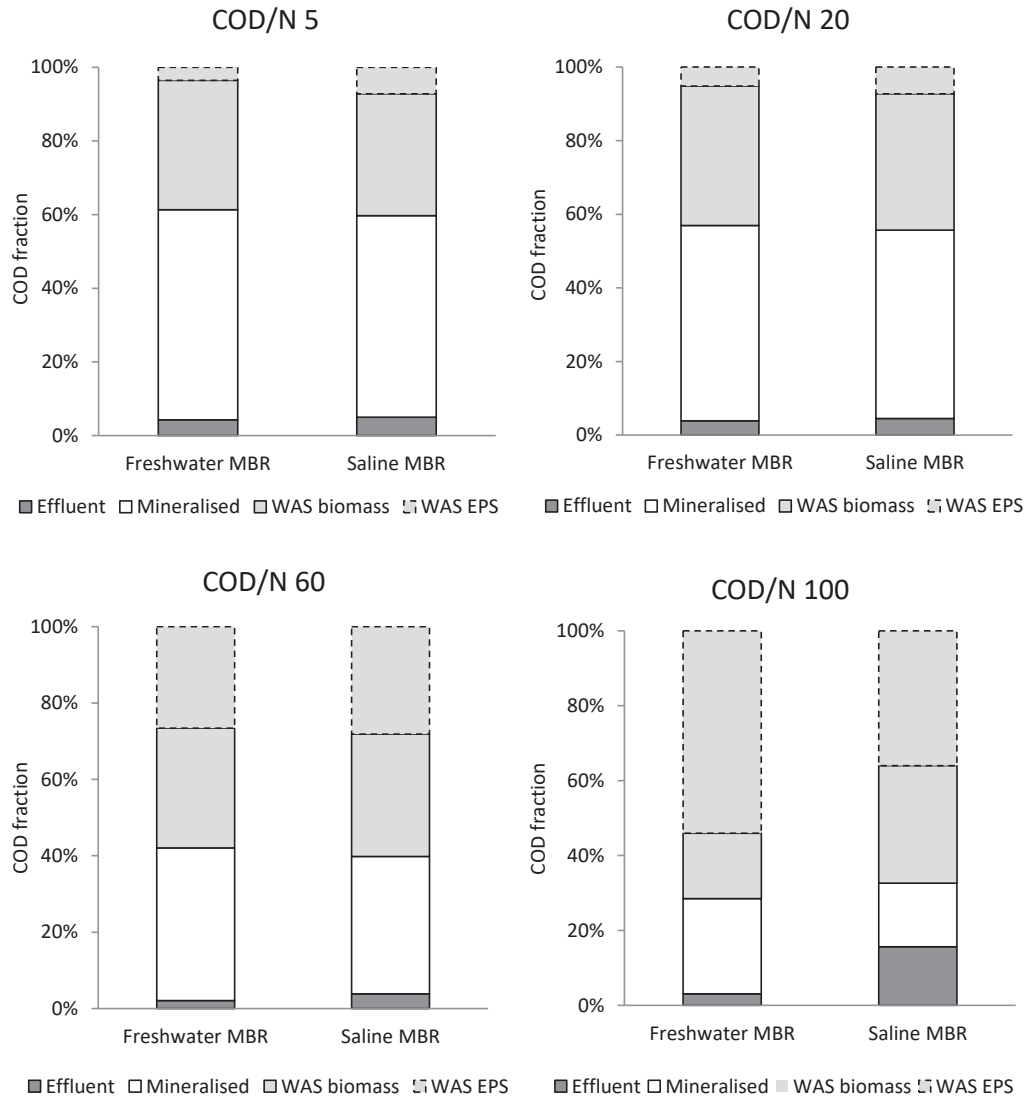 COD/N 5
100%
80%
60%
40%
20%
0%
COD fraction
Freshwater MBR Saline MBR
Effluent Mineralised WAS biomass WAS EPS
COD/N 20
100%
80%
60%
40%
20%
0%
COD fraction
Freshwater MBR Saline MBR
Effluent Mineralised WAS biomass WAS EPS
COD/N 60
100%
80%
60%
40%
20%
0%
COD fraction
Freshwater MBR Saline MBR
Effluent Mineralised WAS biomass WAS EPS
COD/N 100
100%
80%
60%
40%
20%
0%
COD fraction
Freshwater MBR Saline MBR
Effluent Mineralised WAS biomass WAS EPS